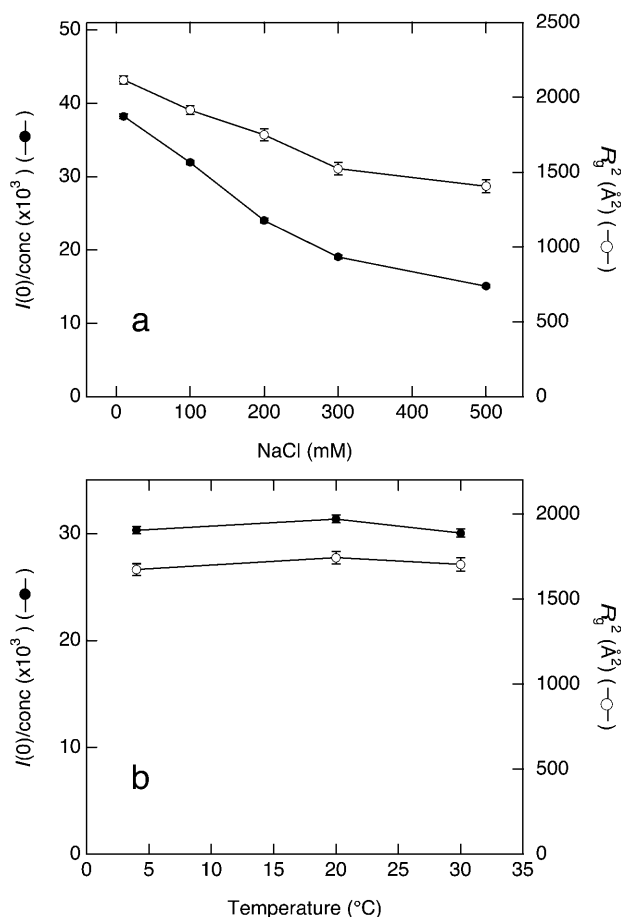 50
40
30
20
10
0
I(0)/conc (x10³) (—●—)
2500
2000
1500
1000
500
0
R_g² (Å²) (—○—)
a
0 100 200 300 400 500
NaCl (mM)
30
20
10
0
I(0)/conc (x10³) (—●—)
2000
1500
1000
500
0
R_g² (Å²) (—○—)
b
0 5 10 15 20 25 30 35
Temperature (°C)